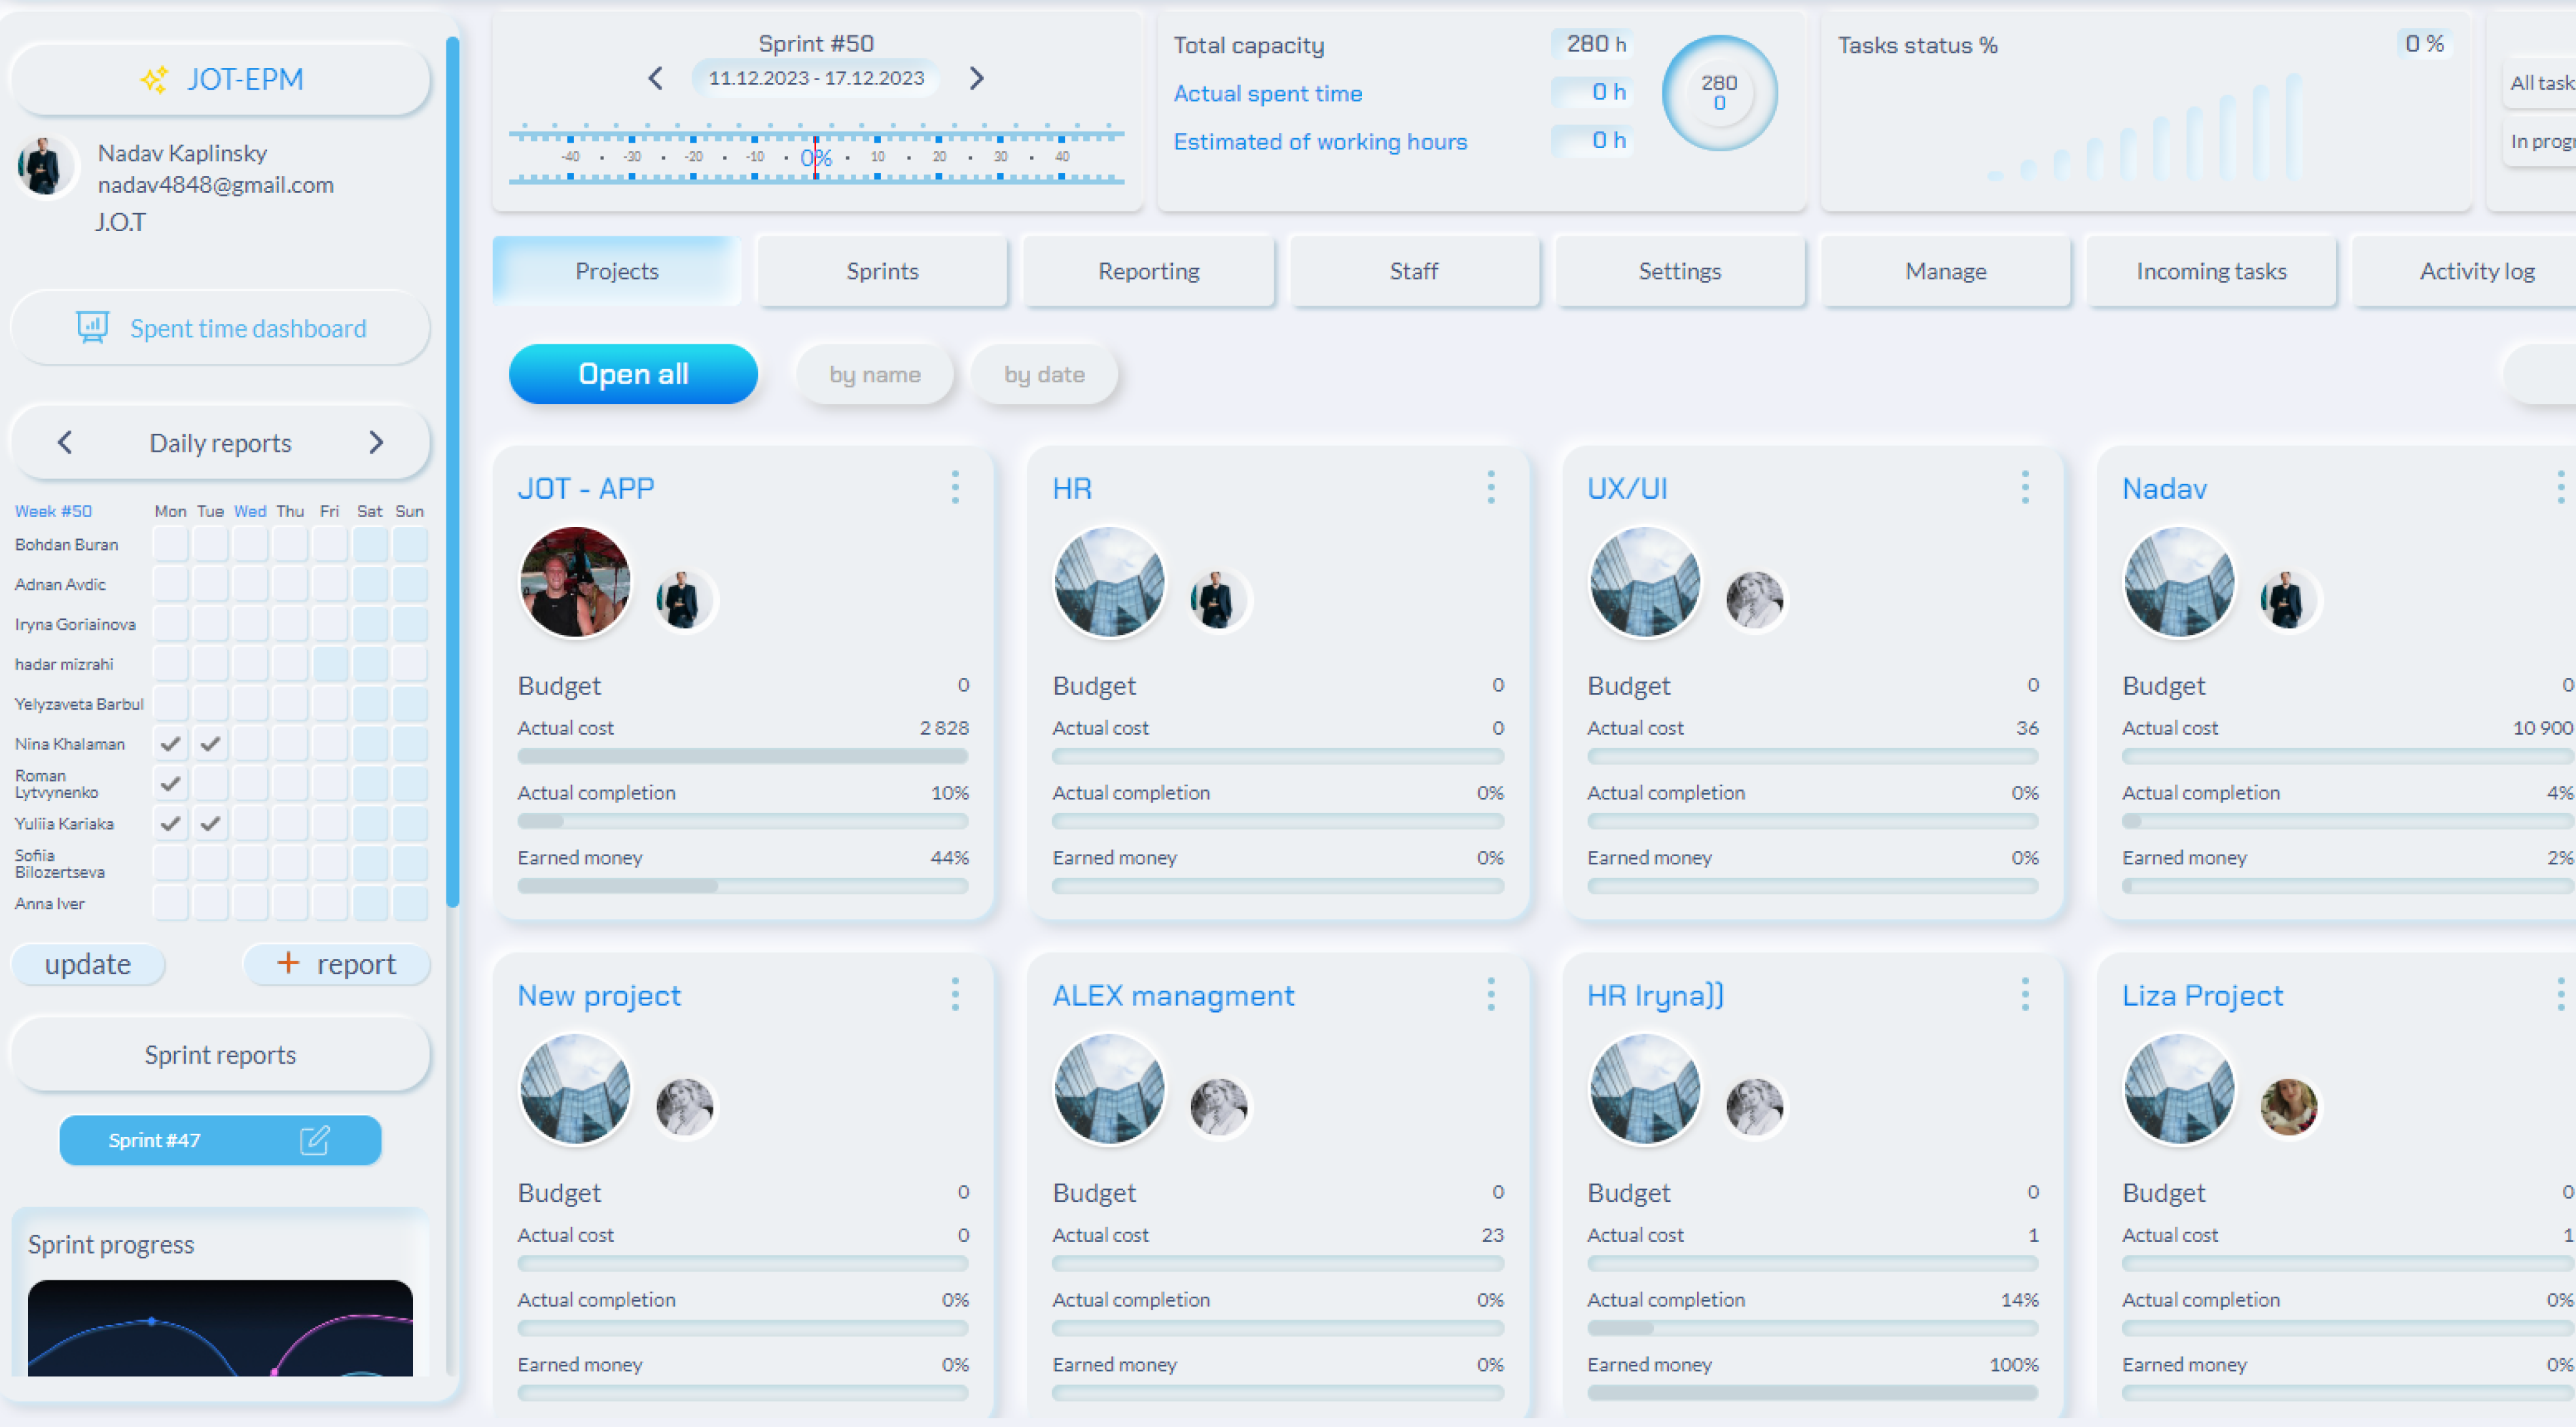 JOT-EPM
Nadav Kaplinsky
nadav4848@gmail.com
J.O.T
Spent time dashboard
Daily reports
Week #50 Mon Tue Wed Thu Fri Sat Sun
Bohdan Buran
Adnan Avdic
Iryna Goriainova
hadar mizrahi
Yelyzaveta Barbul
Nina Khalaman
Roman
Lytvynenko
Yuliia Kariaka
Sofiia
Bilozertseva
Anna Iver
update
+ report
Sprint reports
Sprint #47
Sprint progress
Sprint #50
11.12.2023 - 17.12.2023
-40 -30 -20 -10 0% 10 20 30 40
Total capacity 280 h
Actual spent time 0 h
Estimated of working hours 0 h
280
0
Tasks status % 0 %
All task
In progr
Projects Sprints Reporting Staff Settings Manage Incoming tasks Activity log
Open all by name by date
JOT - APP
Budget 0
Actual cost 2 828
Actual completion 10%
Earned money 44%
HR
Budget 0
Actual cost 0
Actual completion 0%
Earned money 0%
UX/UI
Budget 0
Actual cost 36
Actual completion 0%
Earned money 0%
Nadav
Budget 0
Actual cost 10 900
Actual completion 4%
Earned money 2%
New project
Budget 0
Actual cost 0
Actual completion 0%
Earned money 0%
ALEX managment
Budget 0
Actual cost 23
Actual completion 0%
Earned money 0%
HR Iryna))
Budget 0
Actual cost 1
Actual completion 14%
Earned money 100%
Liza Project
Budget 0
Actual cost 1
Actual completion 0%
Earned money 0%